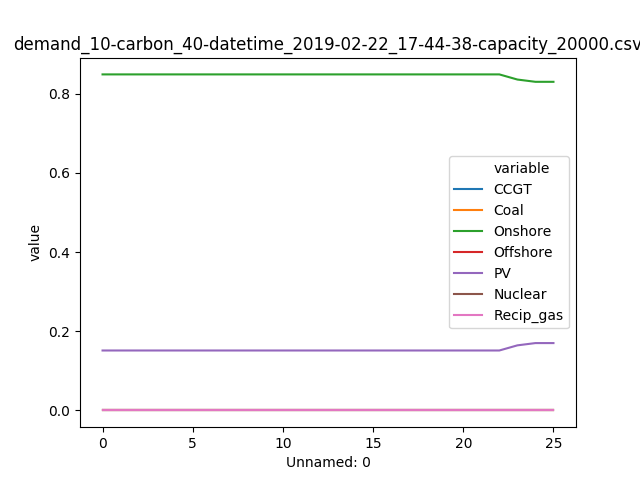 demand_10-carbon_40-datetime_2019-02-22_17-44-38-capacity_20000.csv
0.8
0.6
0.4
0.2
0.0
value
variable
CCGT
Coal
Onshore
Offshore
PV
Nuclear
Recip_gas
0 5 10 15 20 25
Unnamed: 0